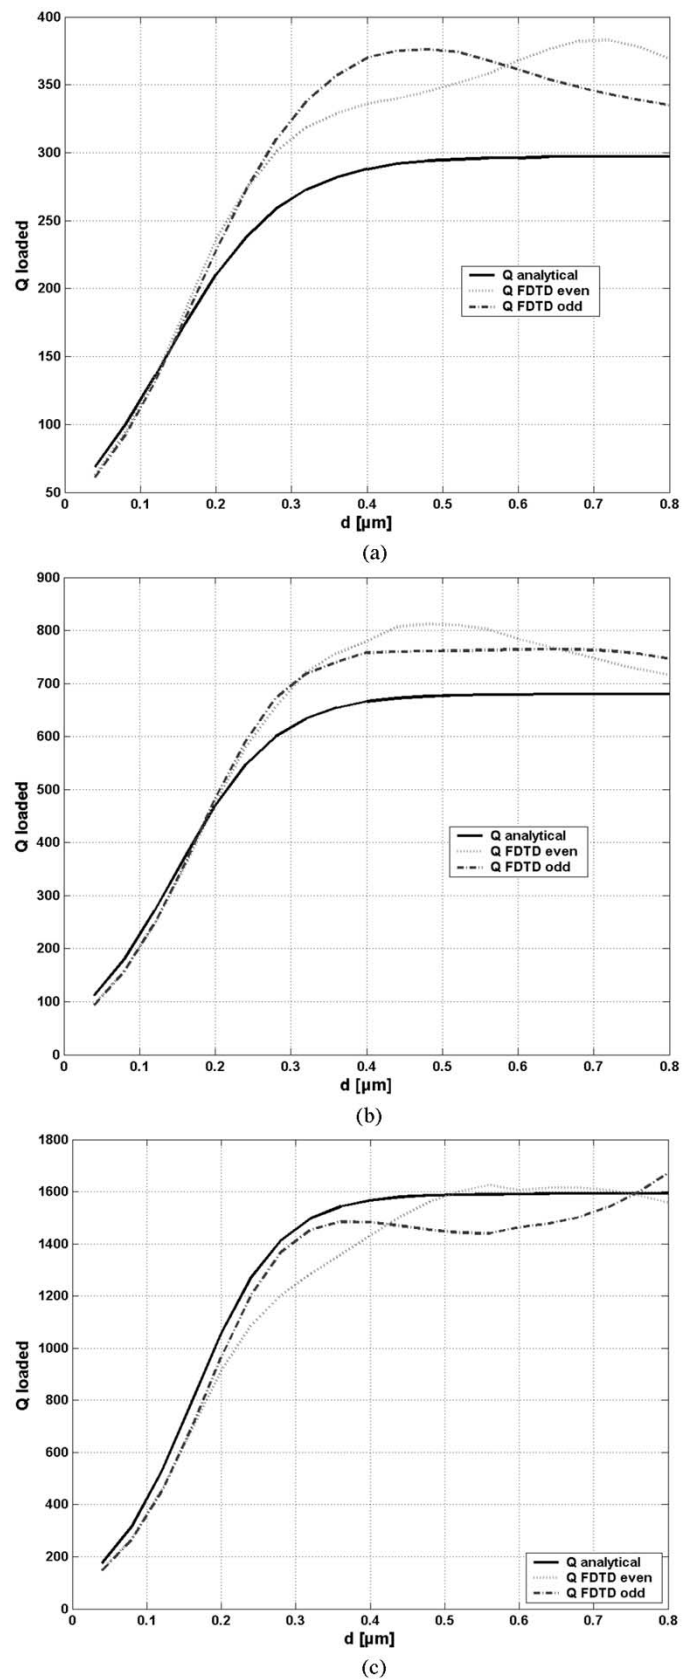 400
350
300
250
200
150
100
50
Q loaded
Q analytical
Q FDTD even
Q FDTD odd
0 0.1 0.2 0.3 0.4 0.5 0.6 0.7 0.8
d [µm]
(a)
900
800
700
600
500
400
300
200
100
0
Q loaded
Q analytical
Q FDTD even
Q FDTD odd
0 0.1 0.2 0.3 0.4 0.5 0.6 0.7 0.8
d [µm]
(b)
1800
1600
1400
1200
1000
800
600
400
200
0
Q loaded
Q analytical
Q FDTD even
Q FDTD odd
0 0.1 0.2 0.3 0.4 0.5 0.6 0.7 0.8
d [µm]
(c)